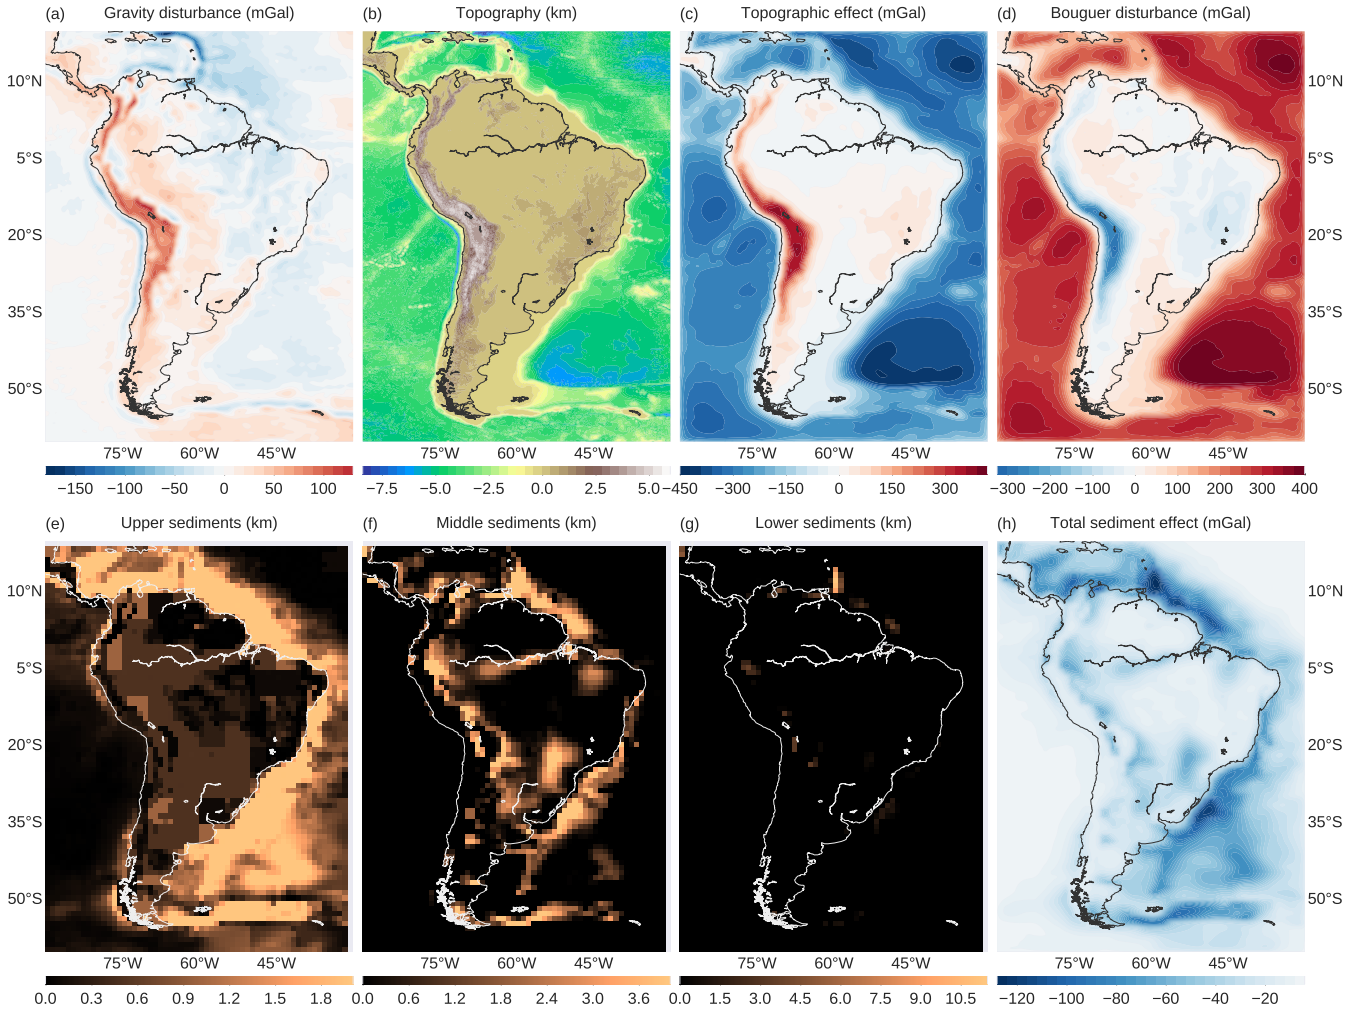 (a) Gravity disturbance (mGal)
(b) Topography (km)
(c) Topographic effect (mGal)
(d) Bouguer disturbance (mGal)
10°N
5°S
20°S
35°S
50°S
10°N
5°S
20°S
35°S
50°S
75°W 60°W 45°W
75°W 60°W 45°W
75°W 60°W 45°W
75°W 60°W 45°W
−150 −100 −50 0 50 100
−7.5 −5.0 −2.5 0.0 2.5 5.0
−450 −300 −150 0 150 300
−300 −200 −100 0 100 200 300 400
(e) Upper sediments (km)
(f) Middle sediments (km)
(g) Lower sediments (km)
(h) Total sediment effect (mGal)
10°N
5°S
20°S
35°S
50°S
10°N
5°S
20°S
35°S
50°S
75°W 60°W 45°W
75°W 60°W 45°W
75°W 60°W 45°W
75°W 60°W 45°W
0.0 0.3 0.6 0.9 1.2 1.5 1.8
0.0 0.6 1.2 1.8 2.4 3.0 3.6
0.0 1.5 3.0 4.5 6.0 7.5 9.0 10.5
−120 −100 −80 −60 −40 −20